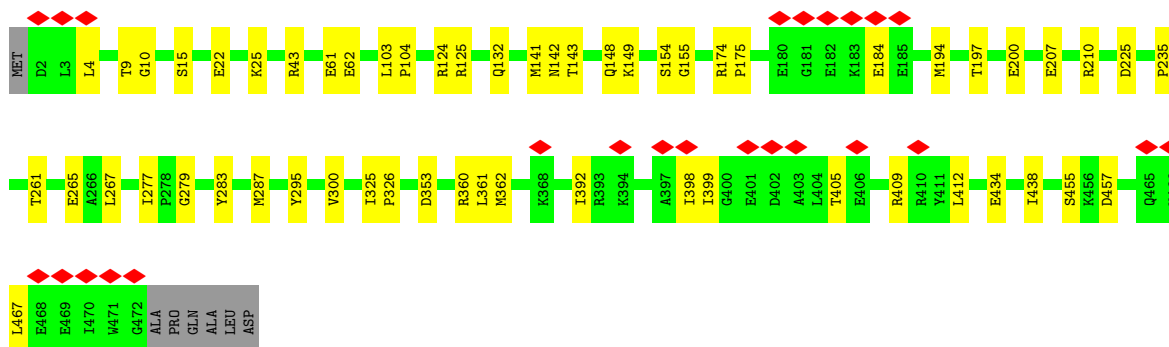 MET D2 L3 L4 T9 G10 S15 E22 K25 R43 E61 E62 L103 P104 R124 R125 Q132 M141 N142 T143 Q148 K149 S154 G155 R174 P175 E180 G181 E182 K183 E184 E185 M194 T197 E200 E207 R210 D225 P235
T261 E265 A266 L267 I277 P278 G279 Y283 M287 Y295 V300 I325 P326 D353 R360 L361 M362 K368 I392 R393 K394 A397 I398 I399 G400 E401 D402 A403 L404 T405 E406 R409 R410 Y411 L412 E434 I438 S455 K456 D457 Q465
L467 E468 E469 I470 W471 G472 ALA PRO GLN ALA LEU ASP